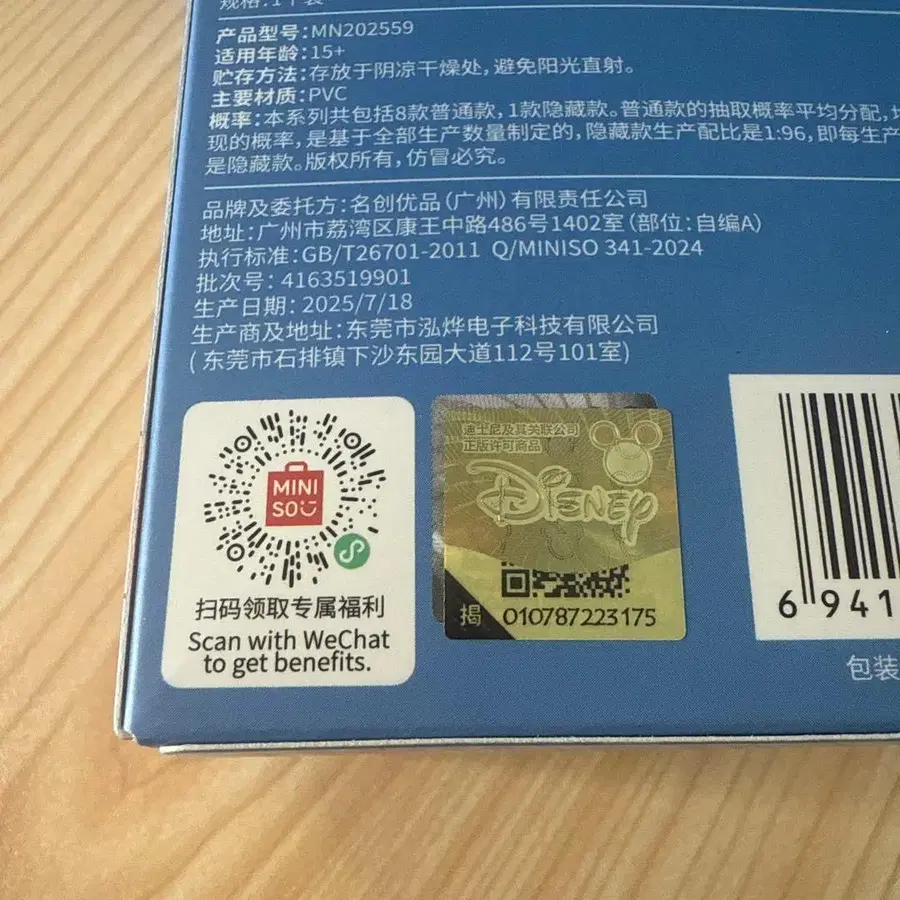 规格:1个装
产品型号:MN202559
适用年龄:15+
贮存方法:存放于阴凉干燥处,避免阳光直射。
主要材质:PVC
概率:本系列共包括8款普通款,1款隐藏款。普通款的抽取概率平均分配,
现的概率,是基于全部生产数量制定的,隐藏款生产配比是1:96,即每生产
是隐藏款。版权所有,仿冒必究。
品牌及委托方:名创优品(广州)有限责任公司
地址:广州市荔湾区康王中路486号1402室(部位:自编A)
执行标准:GB/T26701-2011 Q/MINISO 341-2024
批次号: 4163519901
生产日期: 2025/7/18
生产商及地址:东莞市泓烨电子科技有限公司
(东莞市石排镇下沙东园大道112号101室)
MINI
SO
扫码领取专属福利
Scan with WeChat
to get benefits.
迪士尼及其关联公司
正版许可商品
Disney
揭
010787223175
6 941
包装